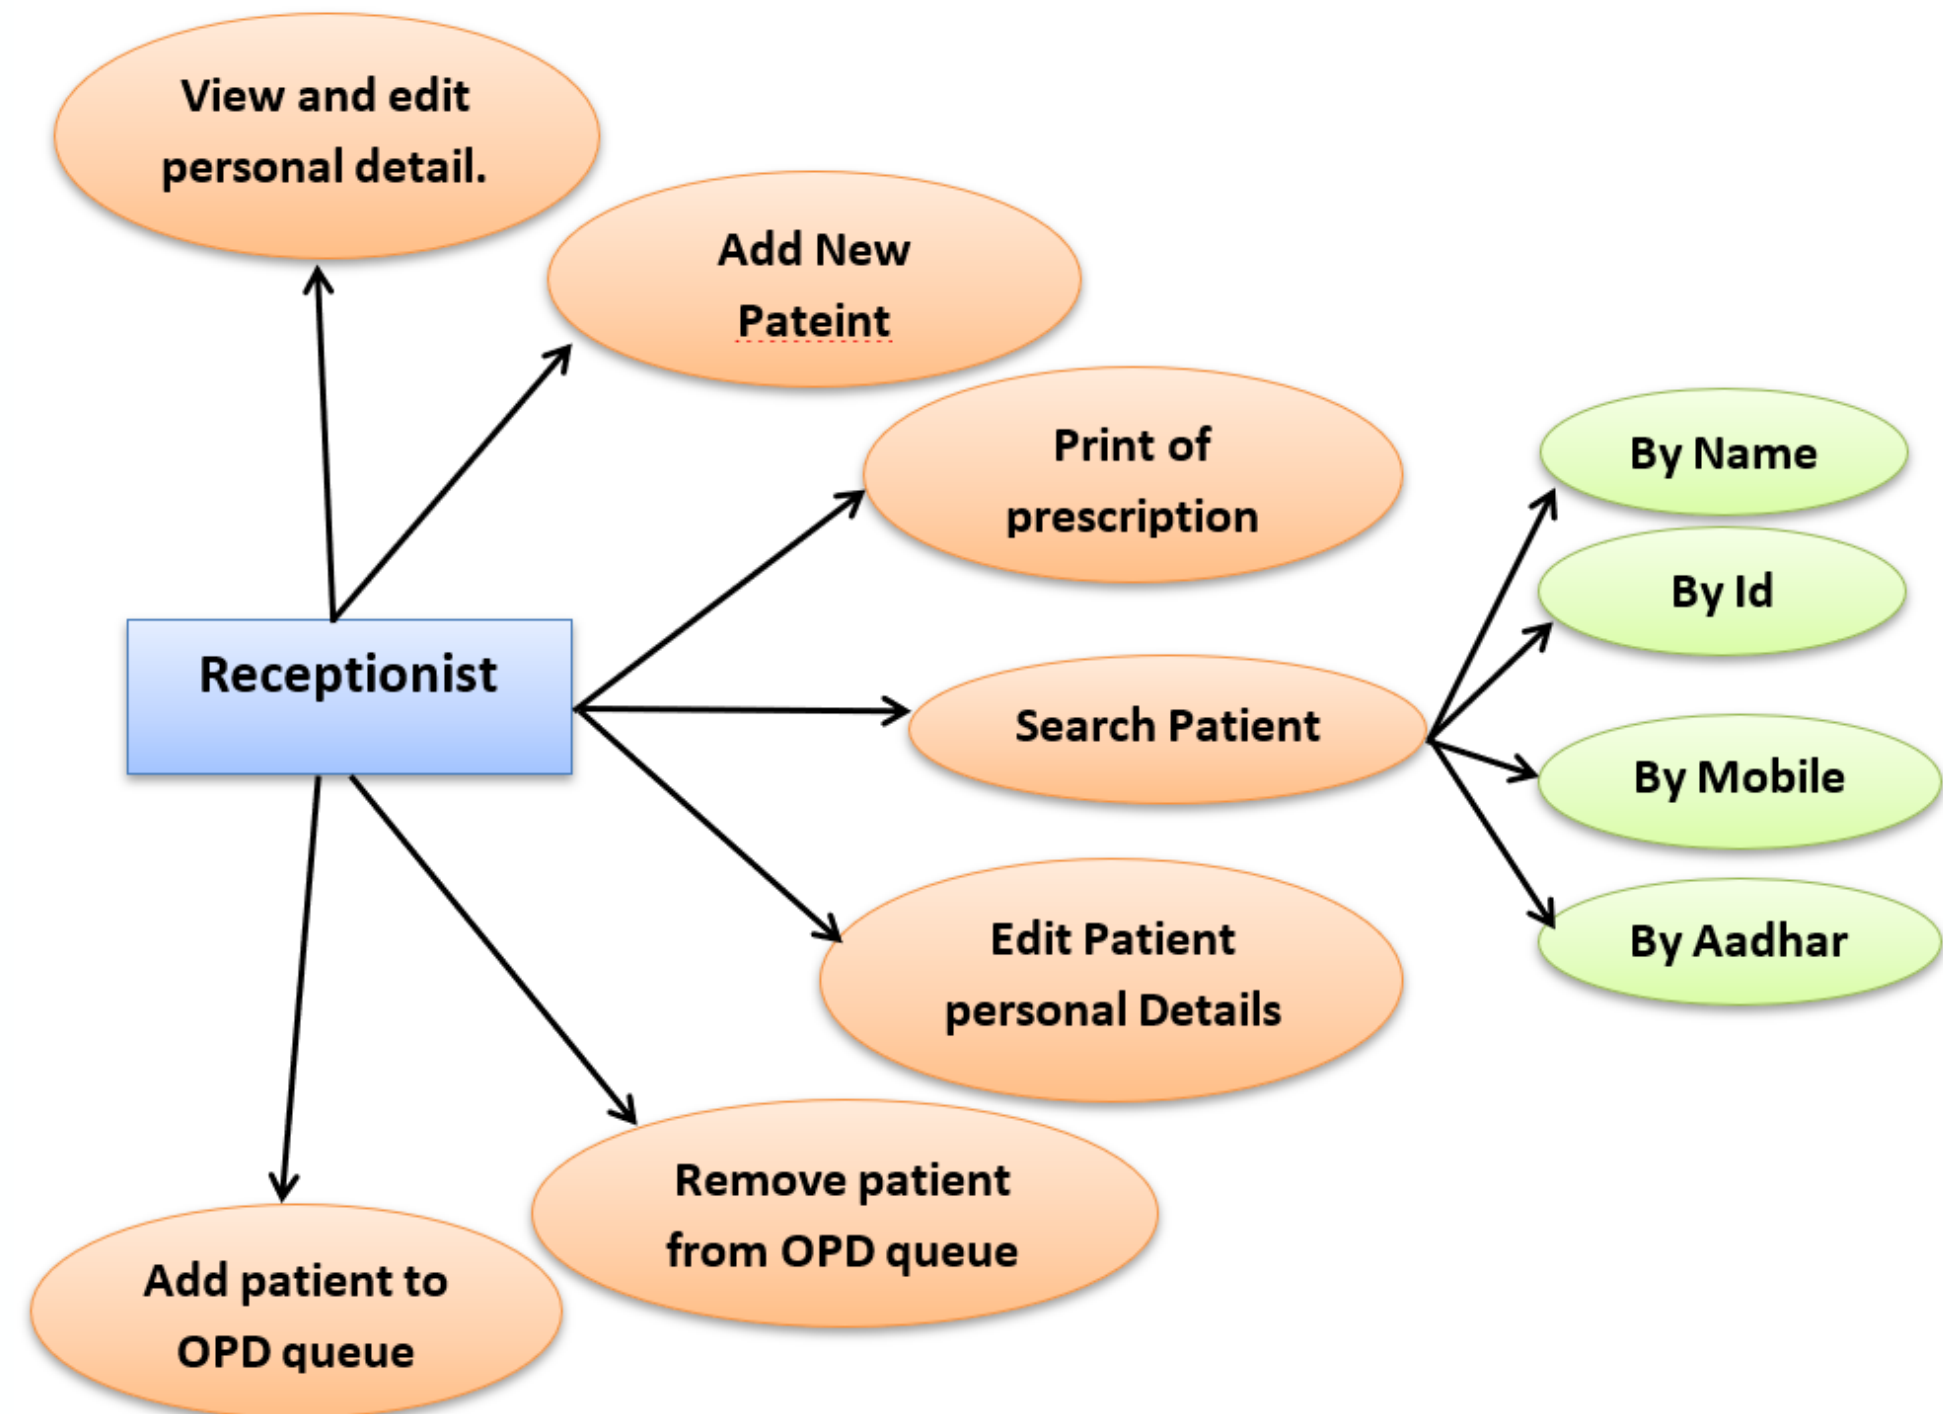 View and edit
personal detail.
Add New
Pateint
Print of
prescription
By Name
By Id
Receptionist
Search Patient
By Mobile
By Aadhar
Edit Patient
personal Details
Remove patient
from OPD queue
Add patient to
OPD queue